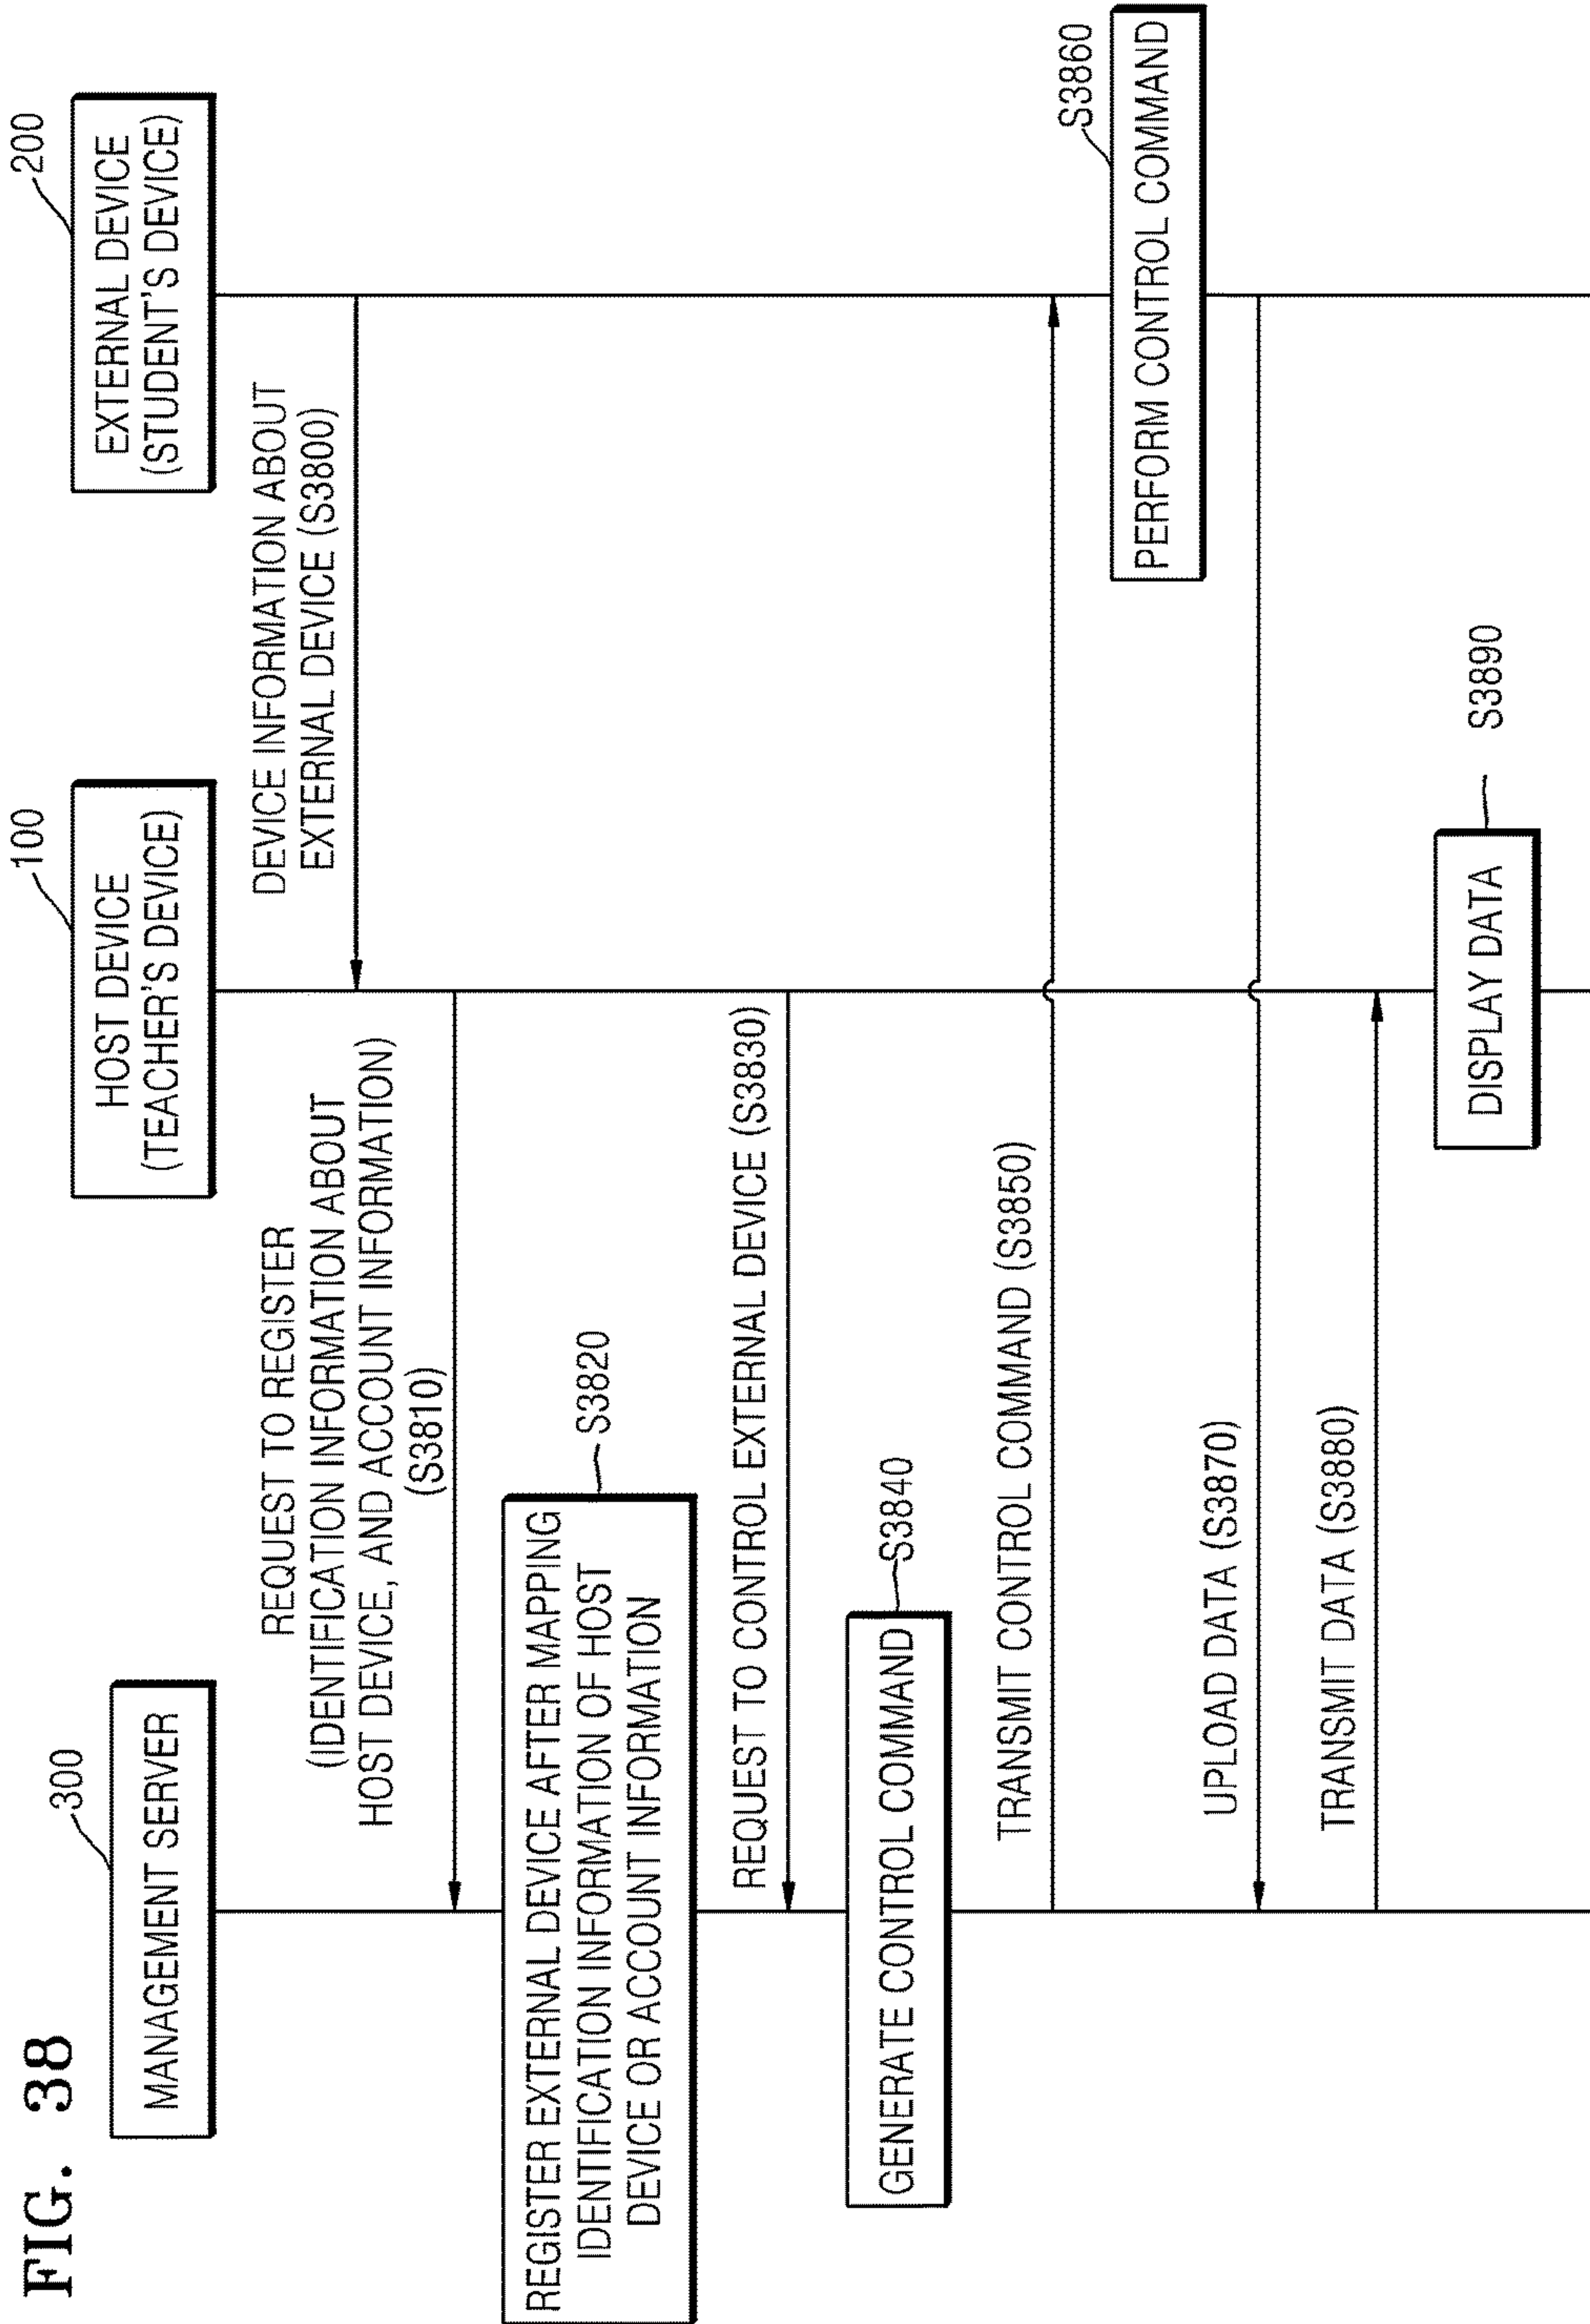 FIG. 38
300
MANAGEMENT SERVER
100
HOST DEVICE
(TEACHER'S DEVICE)
200
EXTERNAL DEVICE
(STUDENT'S DEVICE)
DEVICE INFORMATION ABOUT
EXTERNAL DEVICE (S3800)
REQUEST TO REGISTER
(IDENTIFICATION INFORMATION ABOUT
HOST DEVICE, AND ACCOUNT INFORMATION)
(S3810)
REGISTER EXTERNAL DEVICE AFTER MAPPING
IDENTIFICATION INFORMATION OF HOST
DEVICE OR ACCOUNT INFORMATION
S3820
REQUEST TO CONTROL EXTERNAL DEVICE (S3830)
GENERATE CONTROL COMMAND
S3840
TRANSMIT CONTROL COMMAND (S3850)
S3860
PERFORM CONTROL COMMAND
UPLOAD DATA (S3870)
TRANSMIT DATA (S3880)
DISPLAY DATA
S3890